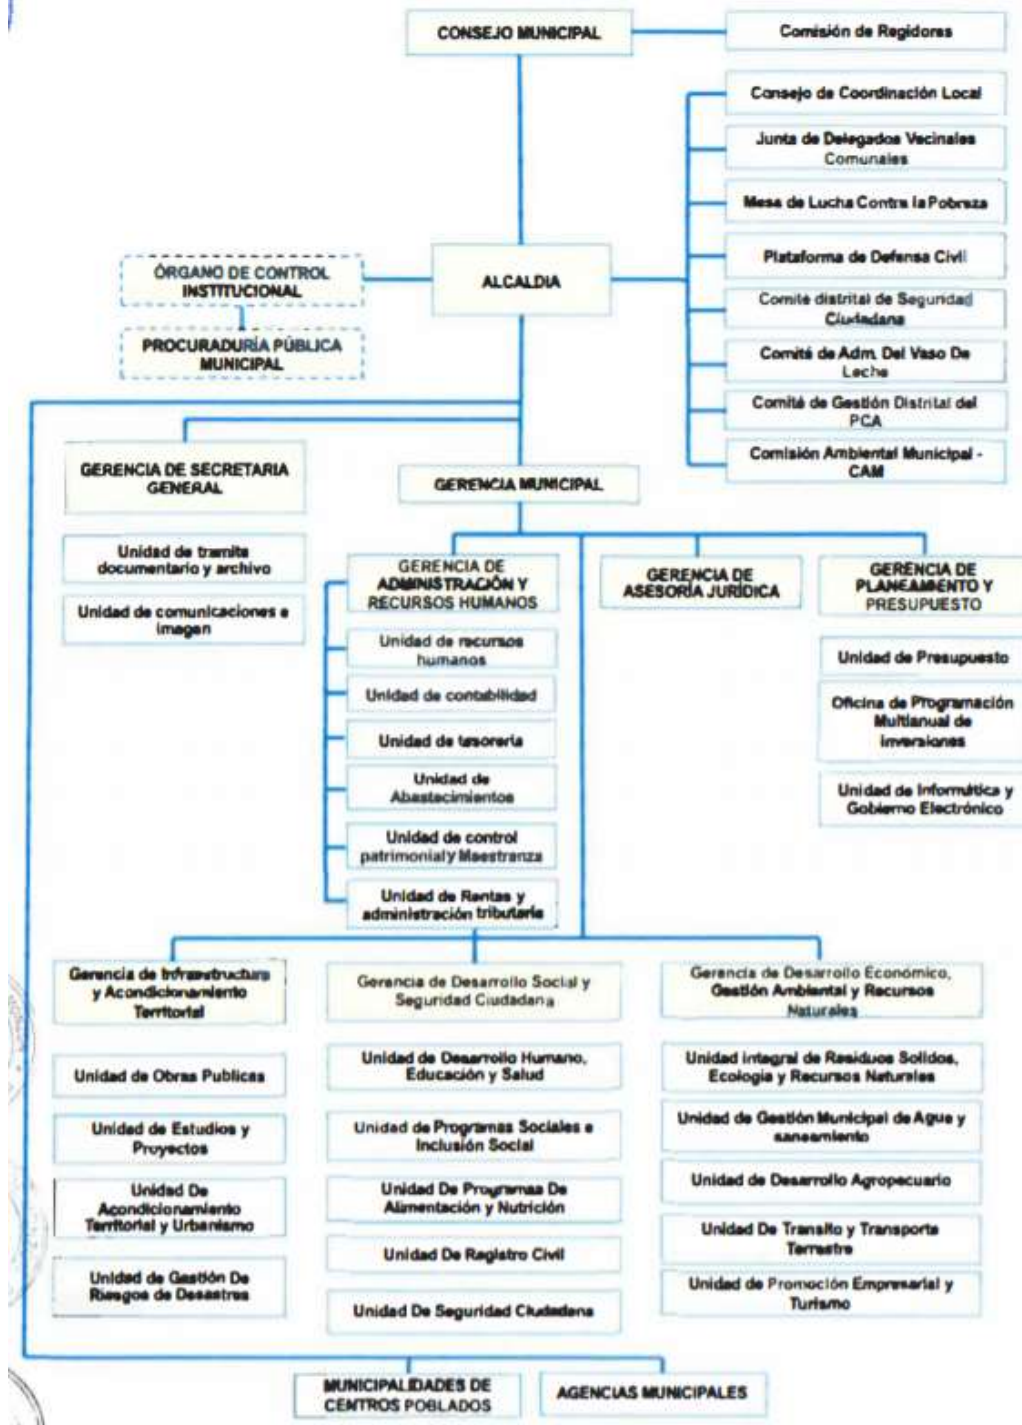 CONSEJO MUNICIPAL
Comisión de Regidores
Consejo de Coordinación Local
Junta de Delegados Vecinales
Comunales
Mesa de Lucha Contra la Pobreza
Plataforma de Defensa Civil
Comité distrital de Seguridad
Ciudadana
Comité de Adm. Del Vaso De
Leche
Comité de Gestión Distrital del
PCA
Comisión Ambiental Municipal -
CAM
ALCALDIA
ÓRGANO DE CONTROL
INSTITUCIONAL
PROCURADURÍA PÚBLICA
MUNICIPAL
GERENCIA DE SECRETARIA
GENERAL
Unidad de tramite
documentario y archivo
Unidad de comunicaciones e
imagen
GERENCIA MUNICIPAL
GERENCIA DE
ADMINISTRACIÓN Y
RECURSOS HUMANOS
Unidad de recursos
humanos
Unidad de contabilidad
Unidad de tesorería
Unidad de
Abastecimientos
Unidad de control
patrimonial y Maestranza
Unidad de Rentas y
administración tributaria
GERENCIA DE
ASESORÍA JURÍDICA
GERENCIA DE
PLANEAMIENTO Y
PRESUPUESTO
Unidad de Presupuesto
Oficina de Programación
Multianual de
inversiones
Unidad de Informática y
Gobierno Electrónico
Gerencia de Infraestructura
y Acondicionamiento
Territorial
Unidad de Obras Publicas
Unidad de Estudios y
Proyectos
Unidad De
Acondicionamiento
Territorial y Urbanismo
Unidad de Gestión De
Riesgos de Desastres
Gerencia de Desarrollo Social y
Seguridad Ciudadana
Unidad de Desarrollo Humano,
Educación y Salud
Unidad de Programas Sociales e
Inclusión Social
Unidad De Programas De
Alimentación y Nutrición
Unidad De Registro Civil
Unidad De Seguridad Ciudadana
Gerencia de Desarrollo Económico,
Gestión Ambiental y Recursos
Naturales
Unidad integral de Residuos Solidos,
Ecología y Recursos Naturales
Unidad de Gestión Municipal de Agua y
saneamiento
Unidad de Desarrollo Agropecuario
Unidad De Transito y Transporte
Terrestre
Unidad de Promoción Empresarial y
Turismo
MUNICIPALIDADES DE
CENTROS POBLADOS
AGENCIAS MUNICIPALES